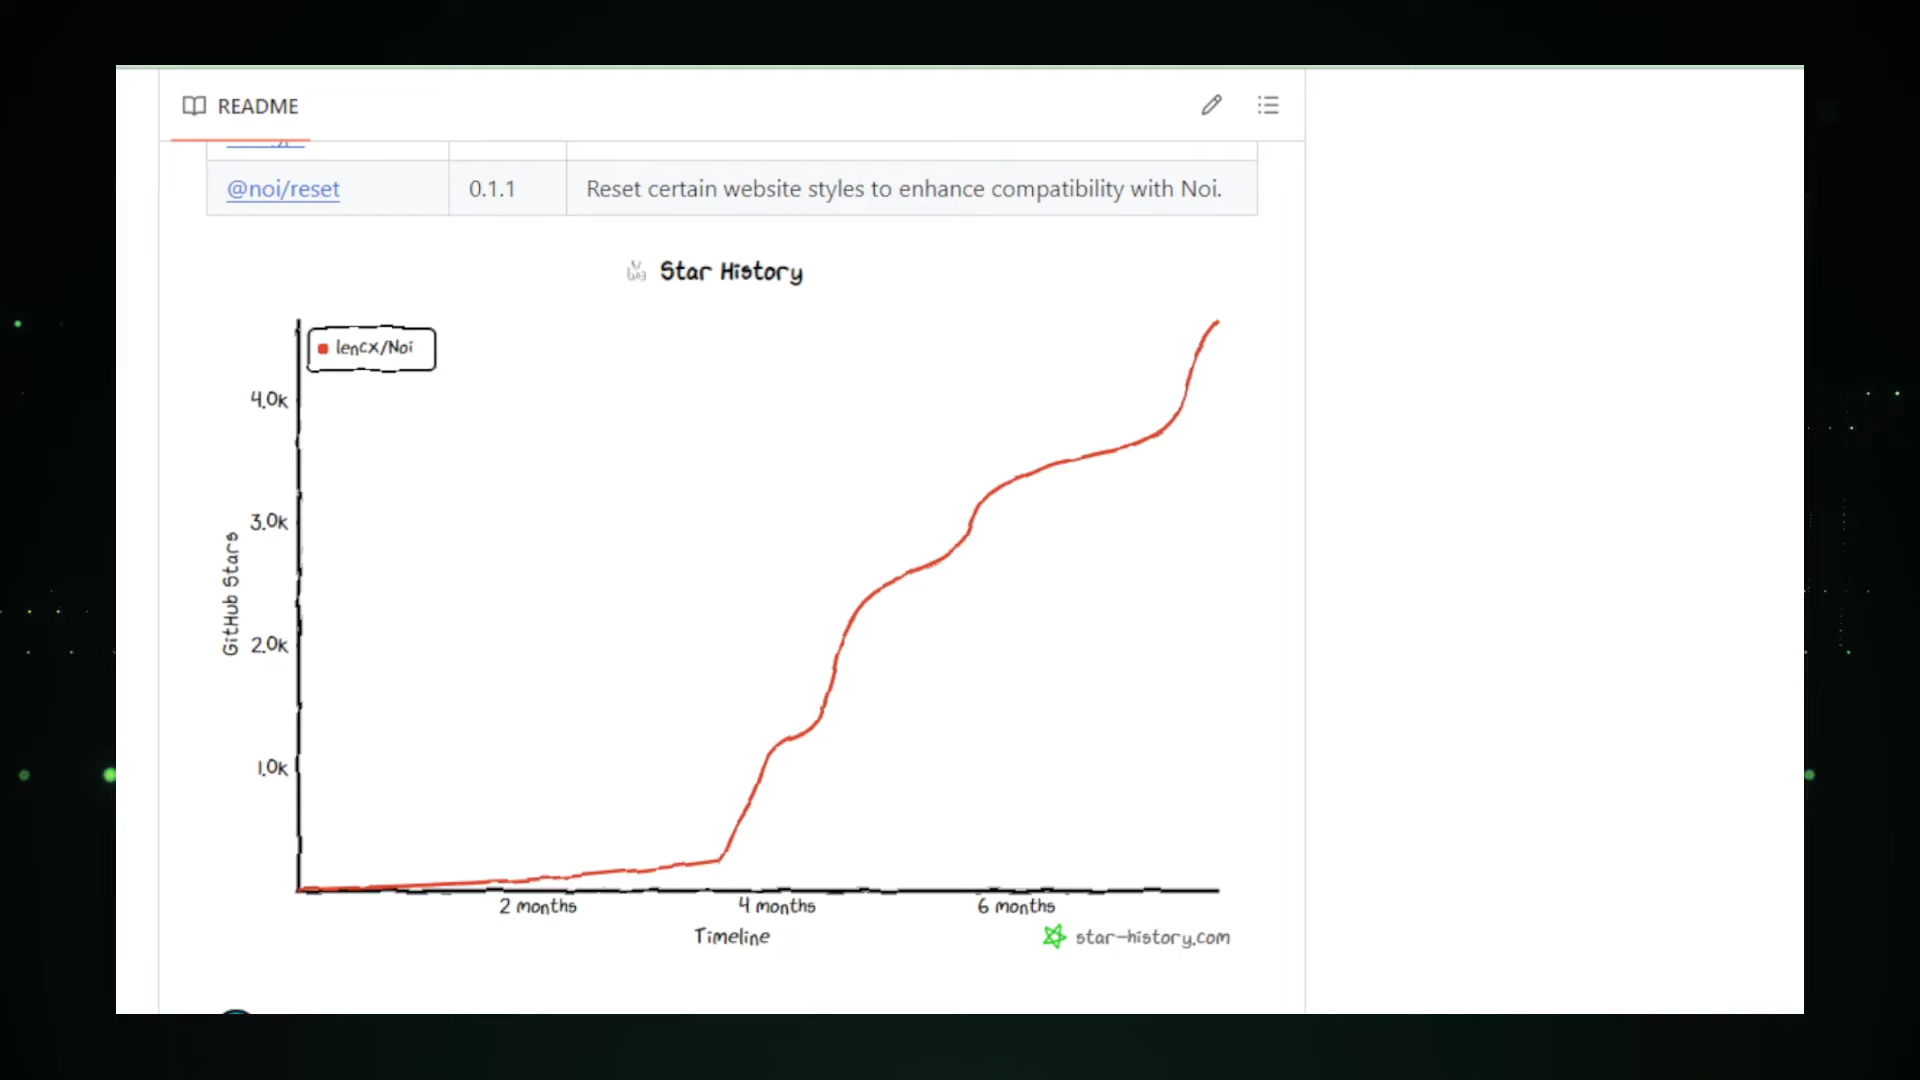 README
@noi/reset 0.1.1 Reset certain website styles to enhance compatibility with Noi.
Star History
lencx/Noi
4.0k
3.0k
2.0k
1.0k
GitHub Stars
2 months 4 months 6 months
Timeline
star-history.com